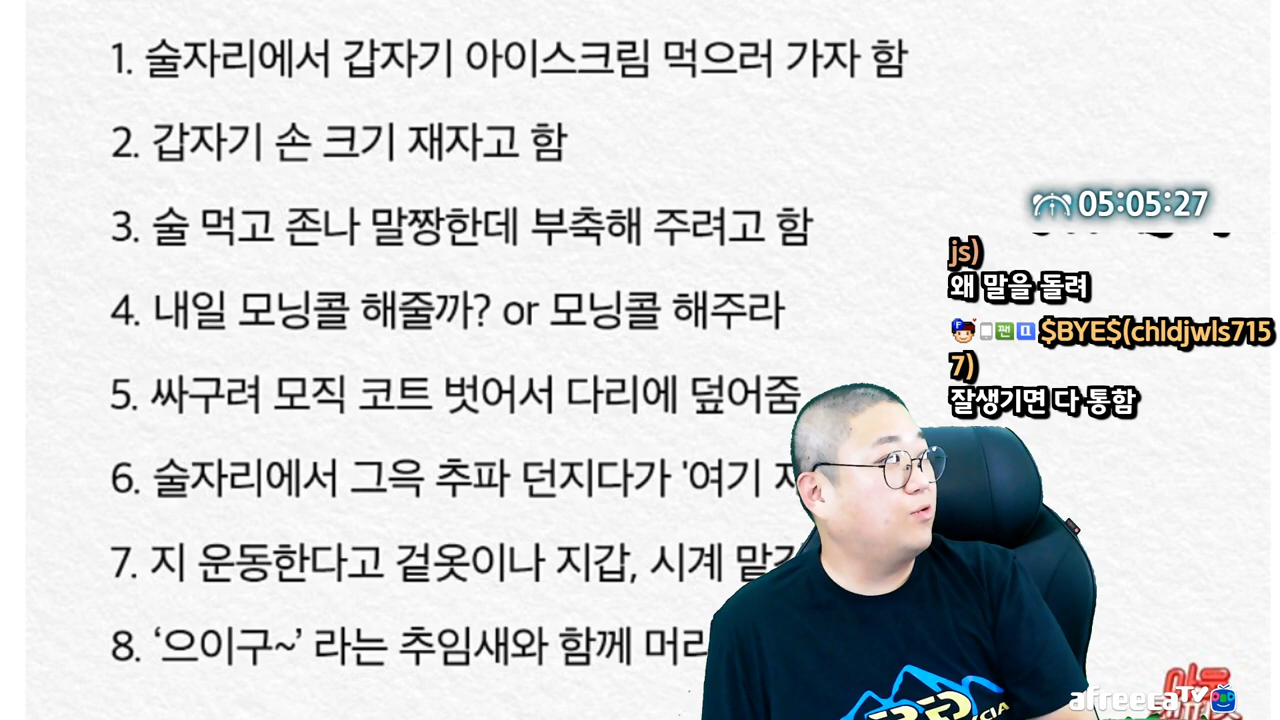 1. 술자리에서 갑자기 아이스크림 먹으러 가자 함
2. 갑자기 손 크기 재자고 함
3. 술 먹고 존나 말짱한데 부축해 주려고 함
4. 내일 모닝콜 해줄까? or 모닝콜 해주라
5. 싸구려 모직 코트 벗어서 다리에 덮어줌
6. 술자리에서 그윽 추파 던지다가 '여기
7. 지 운동한다고 겉옷이나 지갑, 시계
8. ‘으이구~’ 라는 추임새와 함께
05:05:27
js)
왜 말을 돌려
$BYE$(chldjwls715
7)
잘생기면 다 통함
afreecaTV